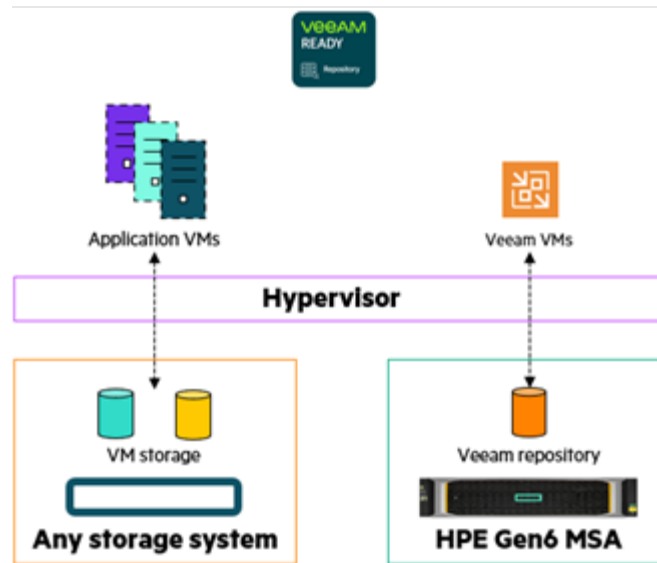 veeAM
READY
Repository
Application VMs
Veeam VMs
Hypervisor
VM storage
Veeam repository
Any storage system
HPE Gen6 MSA